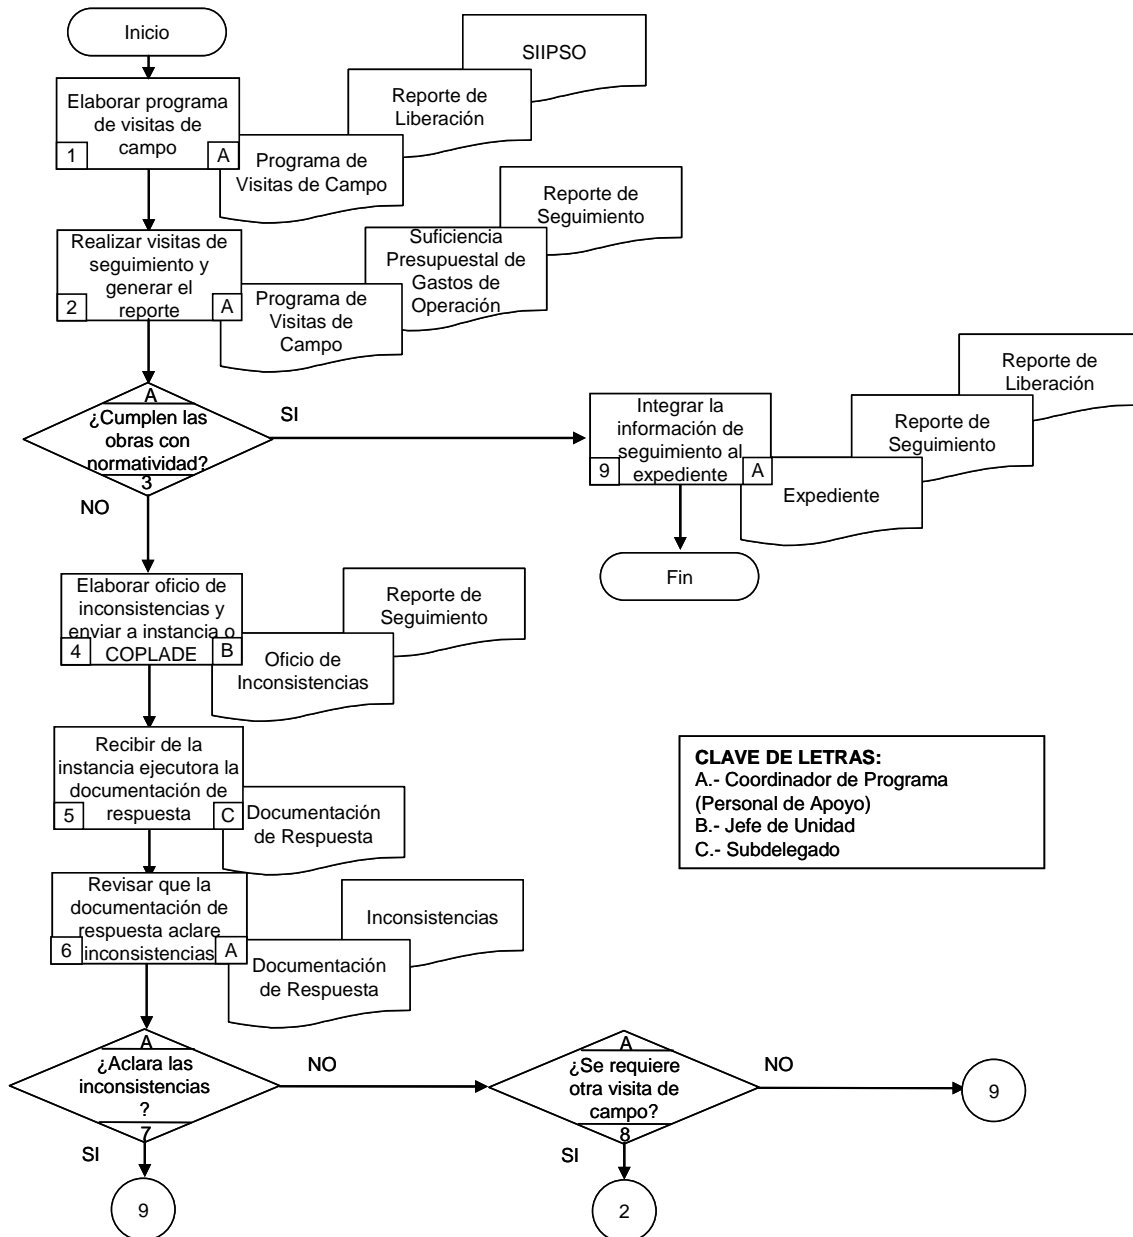 Inicio
SIIPSO
Reporte de
Liberación
Elaborar programa
de visitas de
campo
1
A
Programa de
Visitas de Campo
Reporte de
Seguimiento
Suficiencia
Presupuestal de
Gastos de
Operación
Realizar visitas de
seguimiento y
generar el
reporte
2
A
Programa de
Visitas de
Campo
A
¿Cumplen las
obras con
normatividad?
3
SI
NO
Reporte de
Liberación
Reporte de
Seguimiento
Integrar la
información de
seguimiento al
expediente
9
A
Expediente
Fin
Elaborar oficio de
inconsistencias y
enviar a instancia o
COPLADE
4
B
Reporte de
Seguimiento
Oficio de
Inconsistencias
Recibir de la
instancia ejecutora la
documentación de
respuesta
5
C
Documentación
de Respuesta
CLAVE DE LETRAS:
A.- Coordinador de Programa
(Personal de Apoyo)
B.- Jefe de Unidad
C.- Subdelegado
Revisar que la
documentación de
respuesta aclare
inconsistencias
6
A
Inconsistencias
Documentación
de Respuesta
A
¿Aclara las
inconsistencias
?
7
NO
SI
9
A
¿Se requiere
otra visita de
campo?
8
NO
SI
9
2